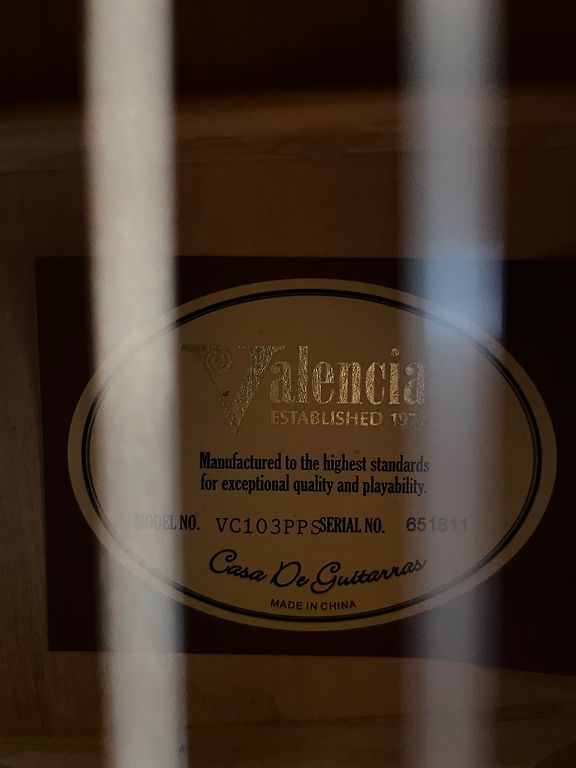 Valencia
ESTABLISHED
Manufactured to the highest standards
for exceptional quality and playability.
MODEL NO. VC103PPS SERIAL NO. 651811
Casa De Guitarras
MADE IN CHINA